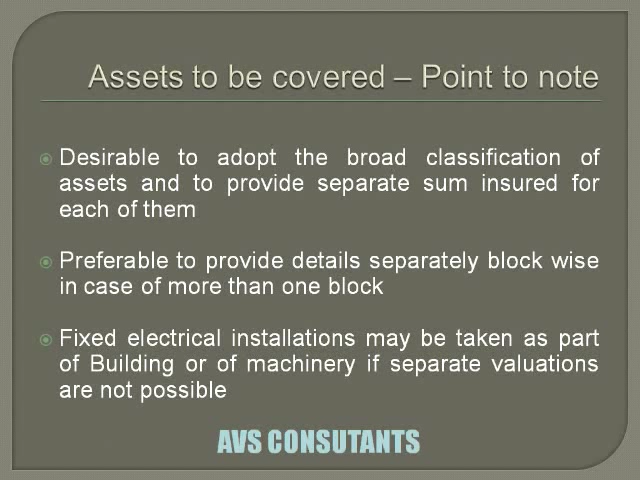 Assets to be covered – Point to note
Desirable to adopt the broad classification of
assets and to provide separate sum insured for
each of them
Preferable to provide details separately block wise
in case of more than one block
Fixed electrical installations may be taken as part
of Building or of machinery if separate valuations
are not possible
AVS CONSUTANTS